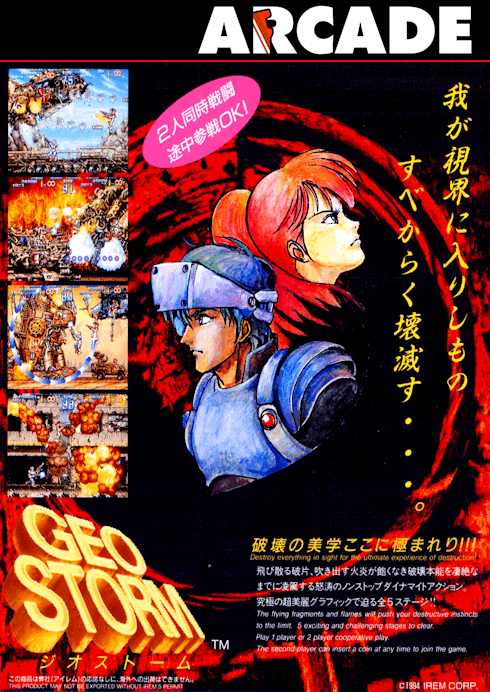 ARCADE
2人同時戦闘
途中参戦OK!
我が視界に入りしもの
すべからく壊滅す・・・。
GEO
STORM
TM
ジオストーム
破壊の美学ここに極まれり!!!
Destroy everything in sight for the ultimate experience of destruction!
飛び散る破片、吹き出す火炎が飽くなき破壊本能を凄絶な
までに凌駕する怒涛のノンストップダイナマイトアクション。
究極の超美麗グラフィックで迫る全5ステージ!!
The flying fragments and flames will push your destructive instincts
to the limit. 5 exciting and challenging stages to clear.
Play 1 player or 2 player cooperative play.
The second player can insert a coin at any time to join the game.
この商品は弊社(アイレム)の応諾なしに、海外への出荷はできません。
THIS PRODUCT MAY NOT BE EXPORTED WITHOUT IREM'S PERMIT
©1994 IREM CORP.